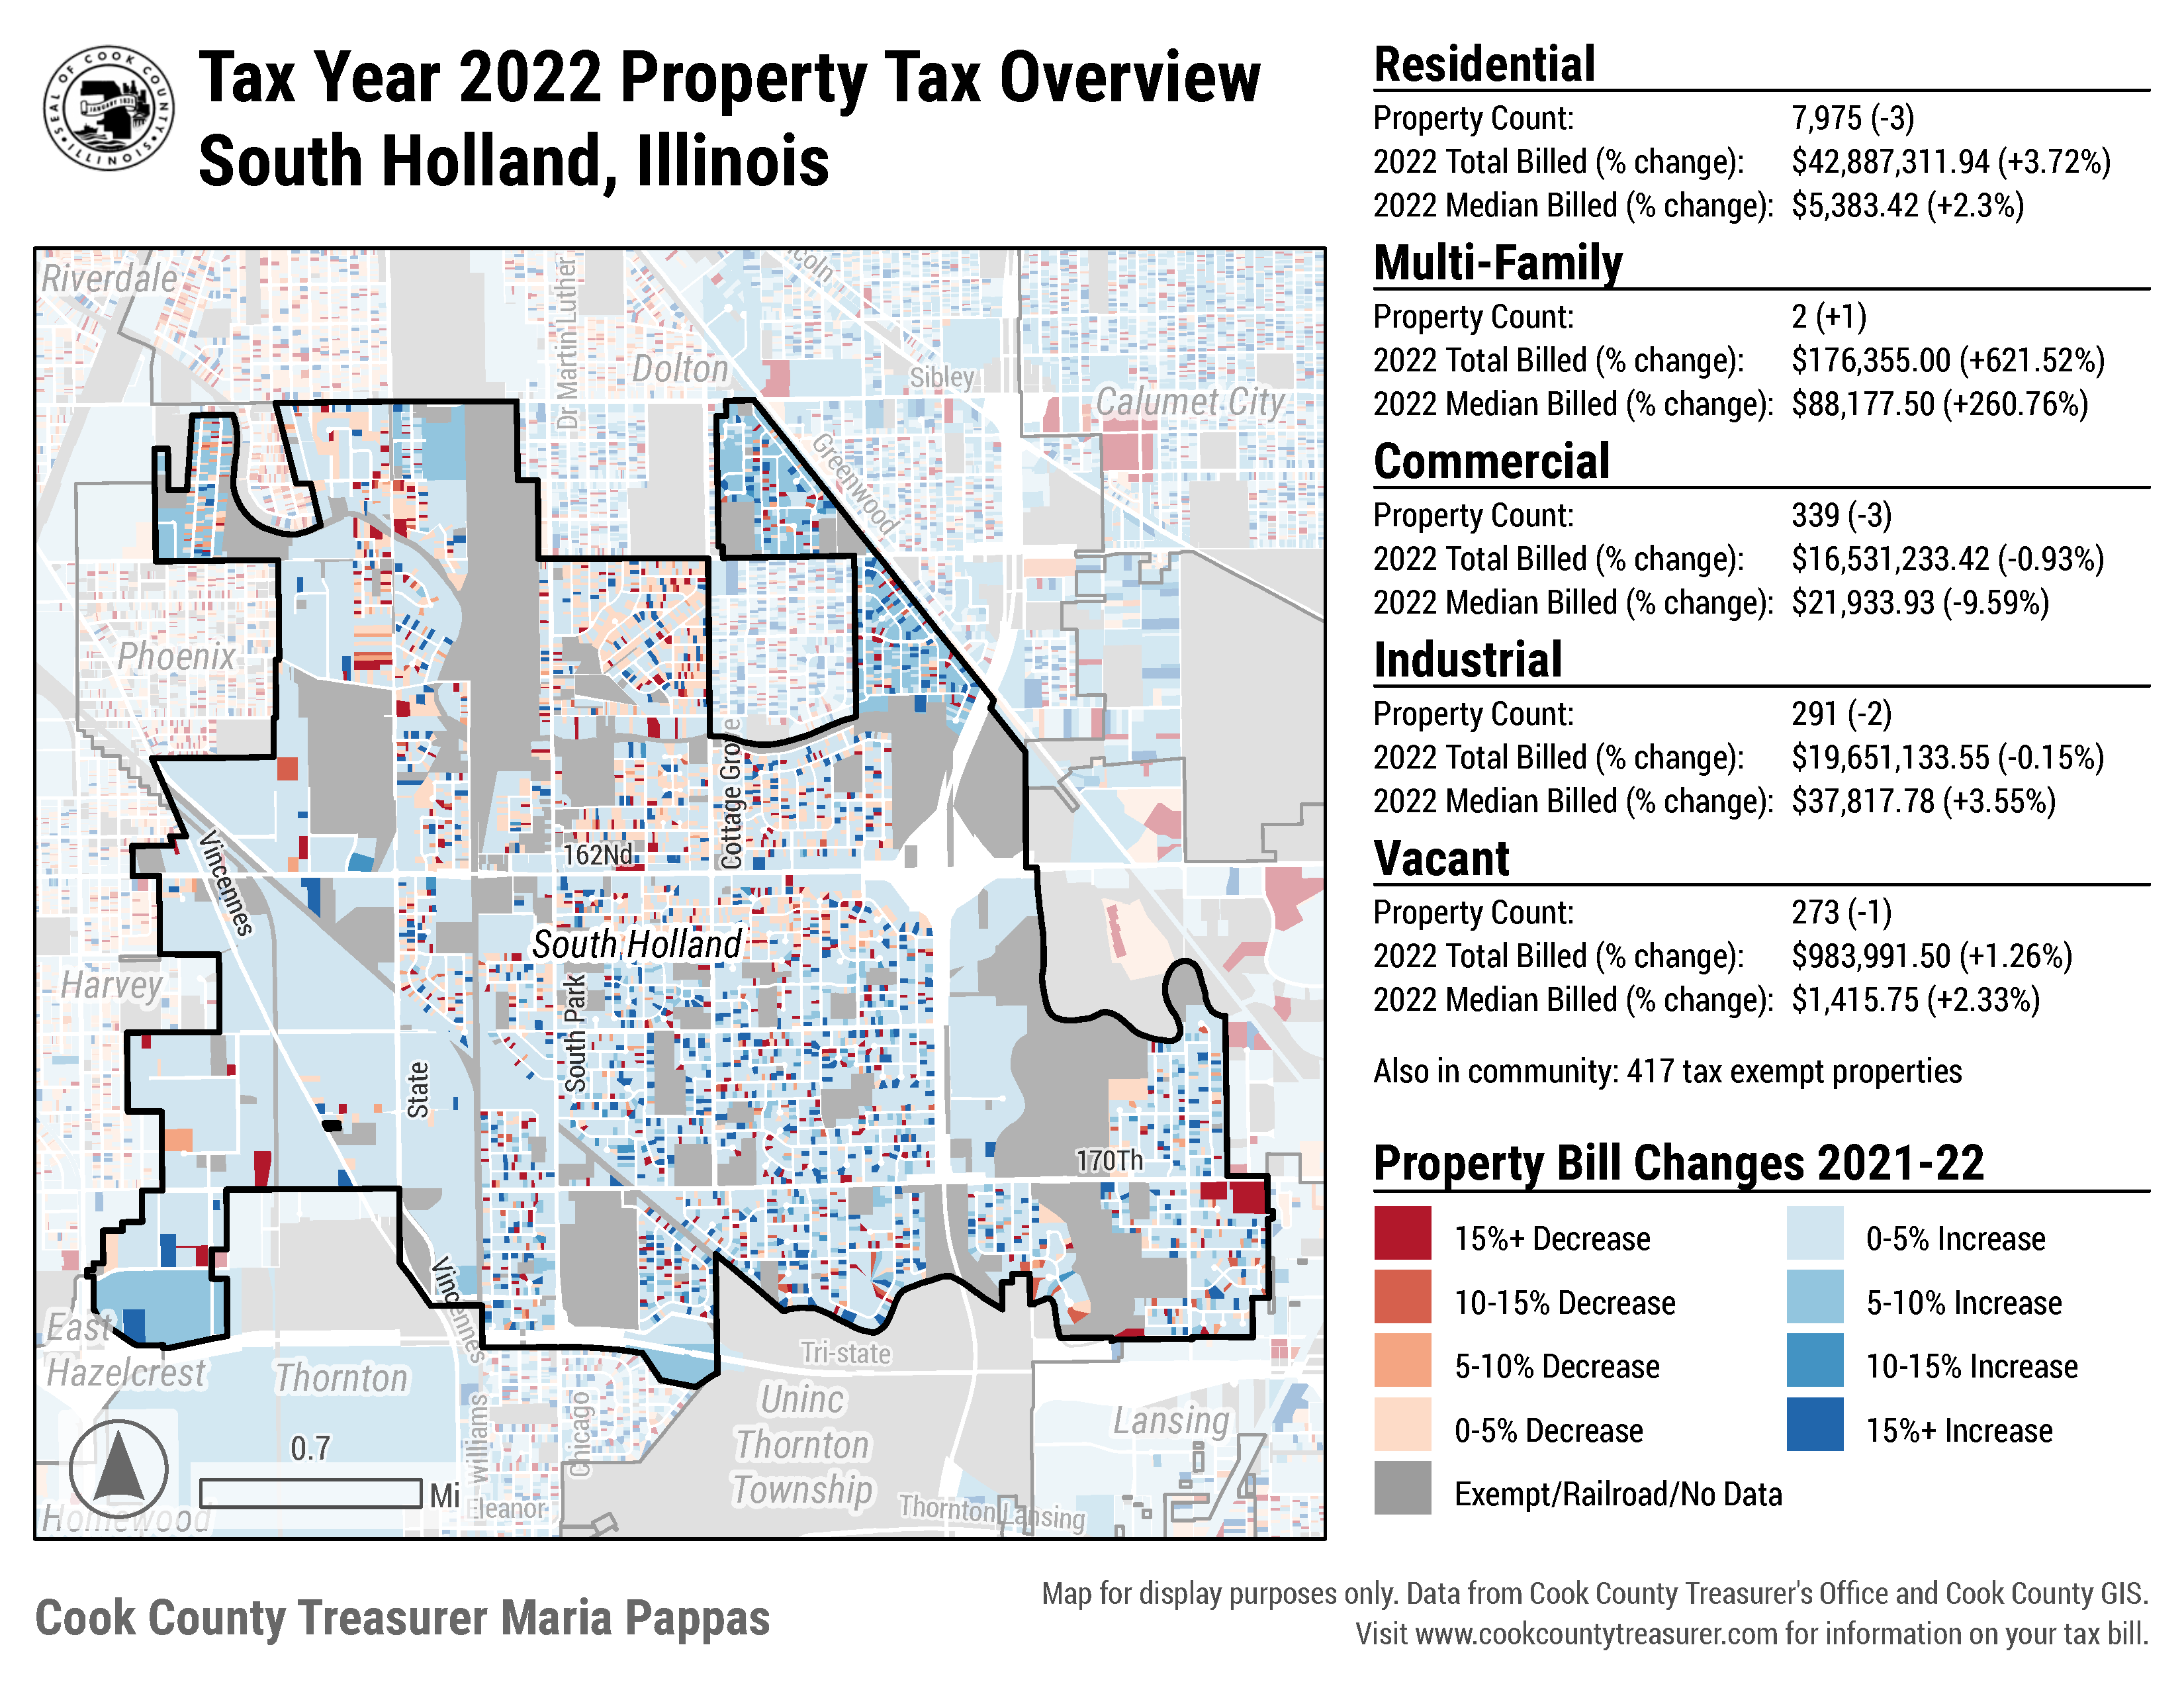 SEAL OF COOK COUNTY
ILLINOIS
JANUARY 1831
Tax Year 2022 Property Tax Overview
South Holland, Illinois
Riverdale
Dr Martin Luther
Dolton
Sibley
Calumet City
Greenwood
Phoenix
Cottage Grove
162Nd
Vincennes
South Holland
Harvey
South Park
State
170Th
Vincennes
East
Hazelcrest
Thornton
Tri-state
Uninc
Thornton
Township
Lansing
Williams
Chicago
0.7
Mi
Eleanor
Thornton Lansing
Homewood
Residential
Property Count: 7,975 (-3)
2022 Total Billed (% change): $42,887,311.94 (+3.72%)
2022 Median Billed (% change): $5,383.42 (+2.3%)
Multi-Family
Property Count: 2 (+1)
2022 Total Billed (% change): $176,355.00 (+621.52%)
2022 Median Billed (% change): $88,177.50 (+260.76%)
Commercial
Property Count: 339 (-3)
2022 Total Billed (% change): $16,531,233.42 (-0.93%)
2022 Median Billed (% change): $21,933.93 (-9.59%)
Industrial
Property Count: 291 (-2)
2022 Total Billed (% change): $19,651,133.55 (-0.15%)
2022 Median Billed (% change): $37,817.78 (+3.55%)
Vacant
Property Count: 273 (-1)
2022 Total Billed (% change): $983,991.50 (+1.26%)
2022 Median Billed (% change): $1,415.75 (+2.33%)
Also in community: 417 tax exempt properties
Property Bill Changes 2021-22
15%+ Decrease 0-5% Increase
10-15% Decrease 5-10% Increase
5-10% Decrease 10-15% Increase
0-5% Decrease 15%+ Increase
Exempt/Railroad/No Data
Cook County Treasurer Maria Pappas
Map for display purposes only. Data from Cook County Treasurer's Office and Cook County GIS.
Visit www.cookcountytreasurer.com for information on your tax bill.